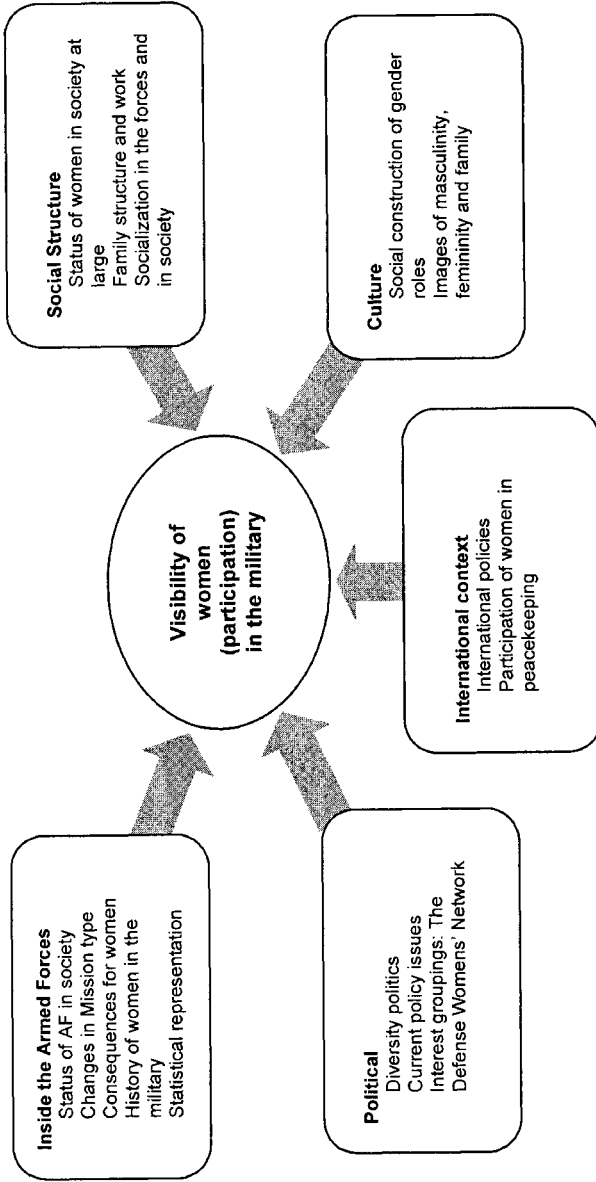 Inside the Armed Forces
Status of AF in society
Changes in Mission type
Consequences for women
History of women in the
military
Statistical representation
Social Structure
Status of women in society at
large
Family structure and work
Socialization in the forces and
in society
Visibility of
women
(participation)
in the military
Political
Diversity politics
Current policy issues
Interest groupings: The
Defense Womens' Network
International context
International policies
Participation of women in
peacekeeping
Culture
Social construction of gender
roles
Images of masculinity,
femininity and family